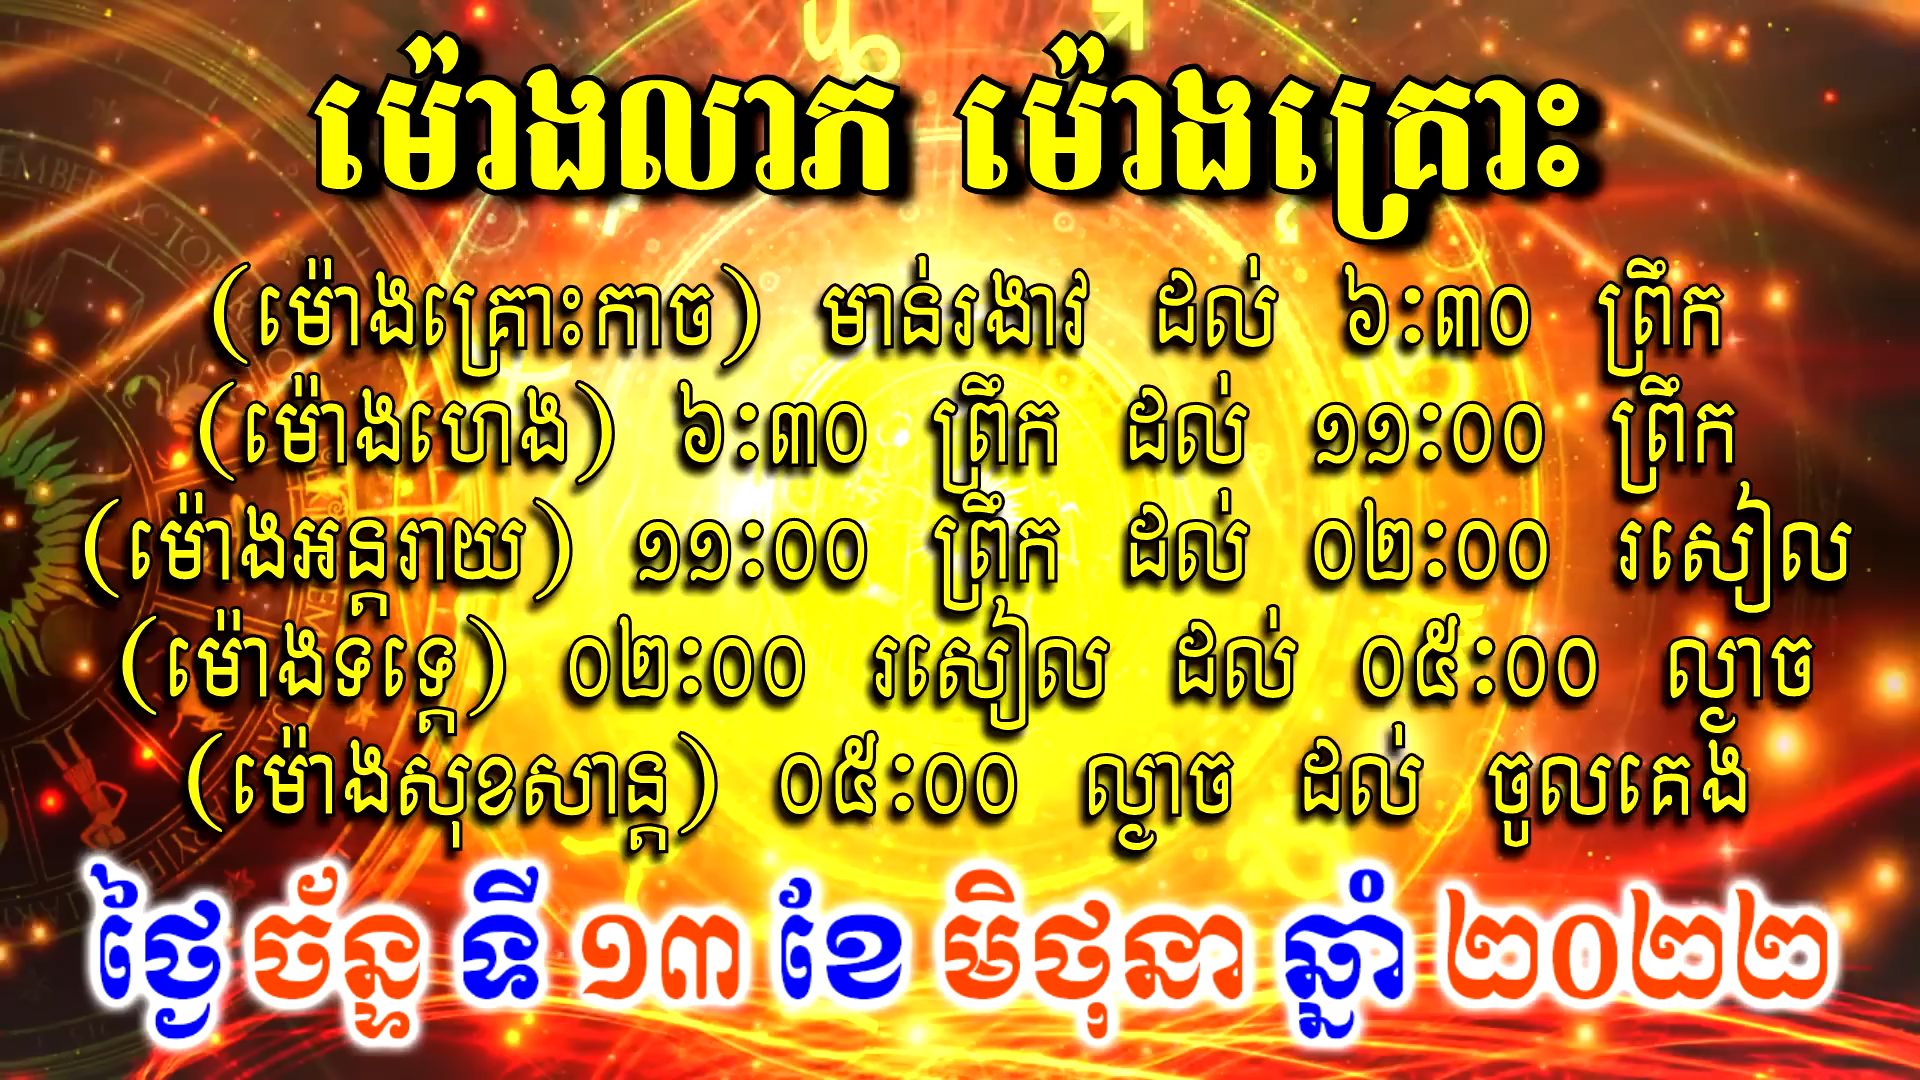 ម៉ោងលាភ ម៉ោងគ្រោះ
(ម៉ោងគ្រោះកាច) មាន់រងាវ ដល់ ៦:៣០ ព្រឹក
(ម៉ោងហេង) ៦:៣០ ព្រឹក ដល់ ១១:០០ ព្រឹក
(ម៉ោងអន្តរាយ) ១១:០០ ព្រឹក ដល់ ០២:០០ រសៀល
(ម៉ោងទទ្តេ) ០២:០០ រសៀល ដល់ ០៥:០០ ល្ងាច
(ម៉ោងសុខសាន្ត) ០៥:០០ ល្ងាច ដល់ ចូលគេង
ថ្ងៃ ច័ន្ទ ទី ១៣ ខែ មិថុនា ឆ្នាំ ២០២២